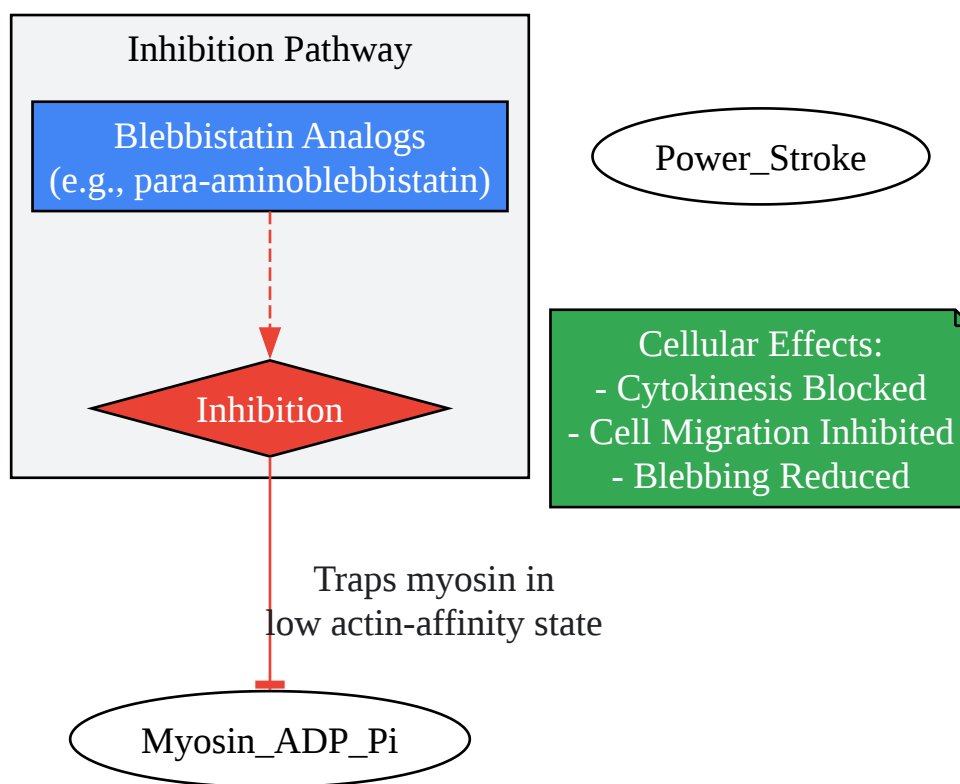 Inhibition Pathway
Blebbistatin Analogs
(e.g., para-aminoblebbistatin)
Power_Stroke
Cellular Effects:
- Cytokinesis Blocked
- Cell Migration Inhibited
- Blebbing Reduced
Inhibition
Traps myosin in
low actin-affinity state
Myosin_ADP_Pi